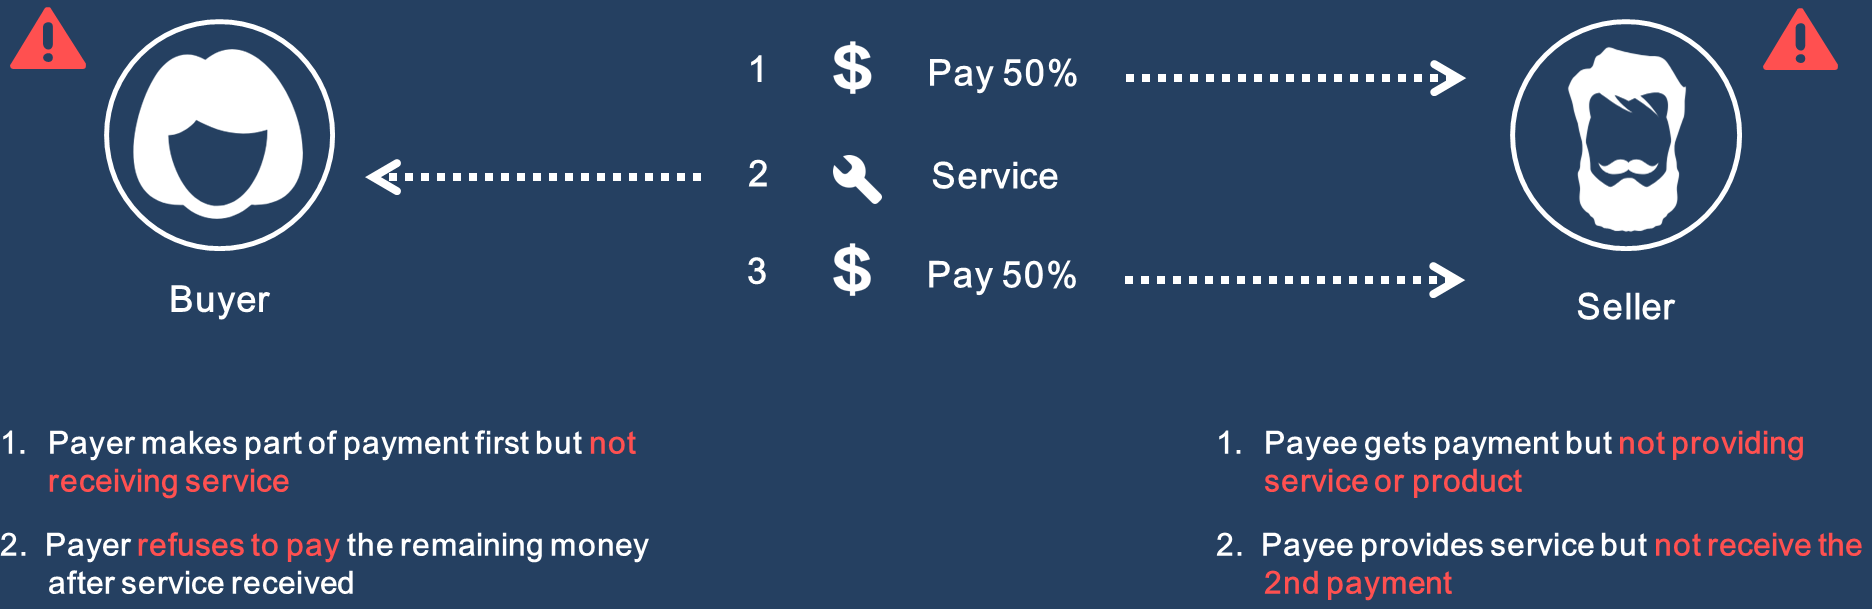 1 $ Pay 50%
2 Service
3 $ Pay 50%
Buyer
Seller
1. Payer makes part of payment first but not
receiving service
2. Payer refuses to pay the remaining money
after service received
1. Payee gets payment but not providing
service or product
2. Payee provides service but not receive the
2nd payment